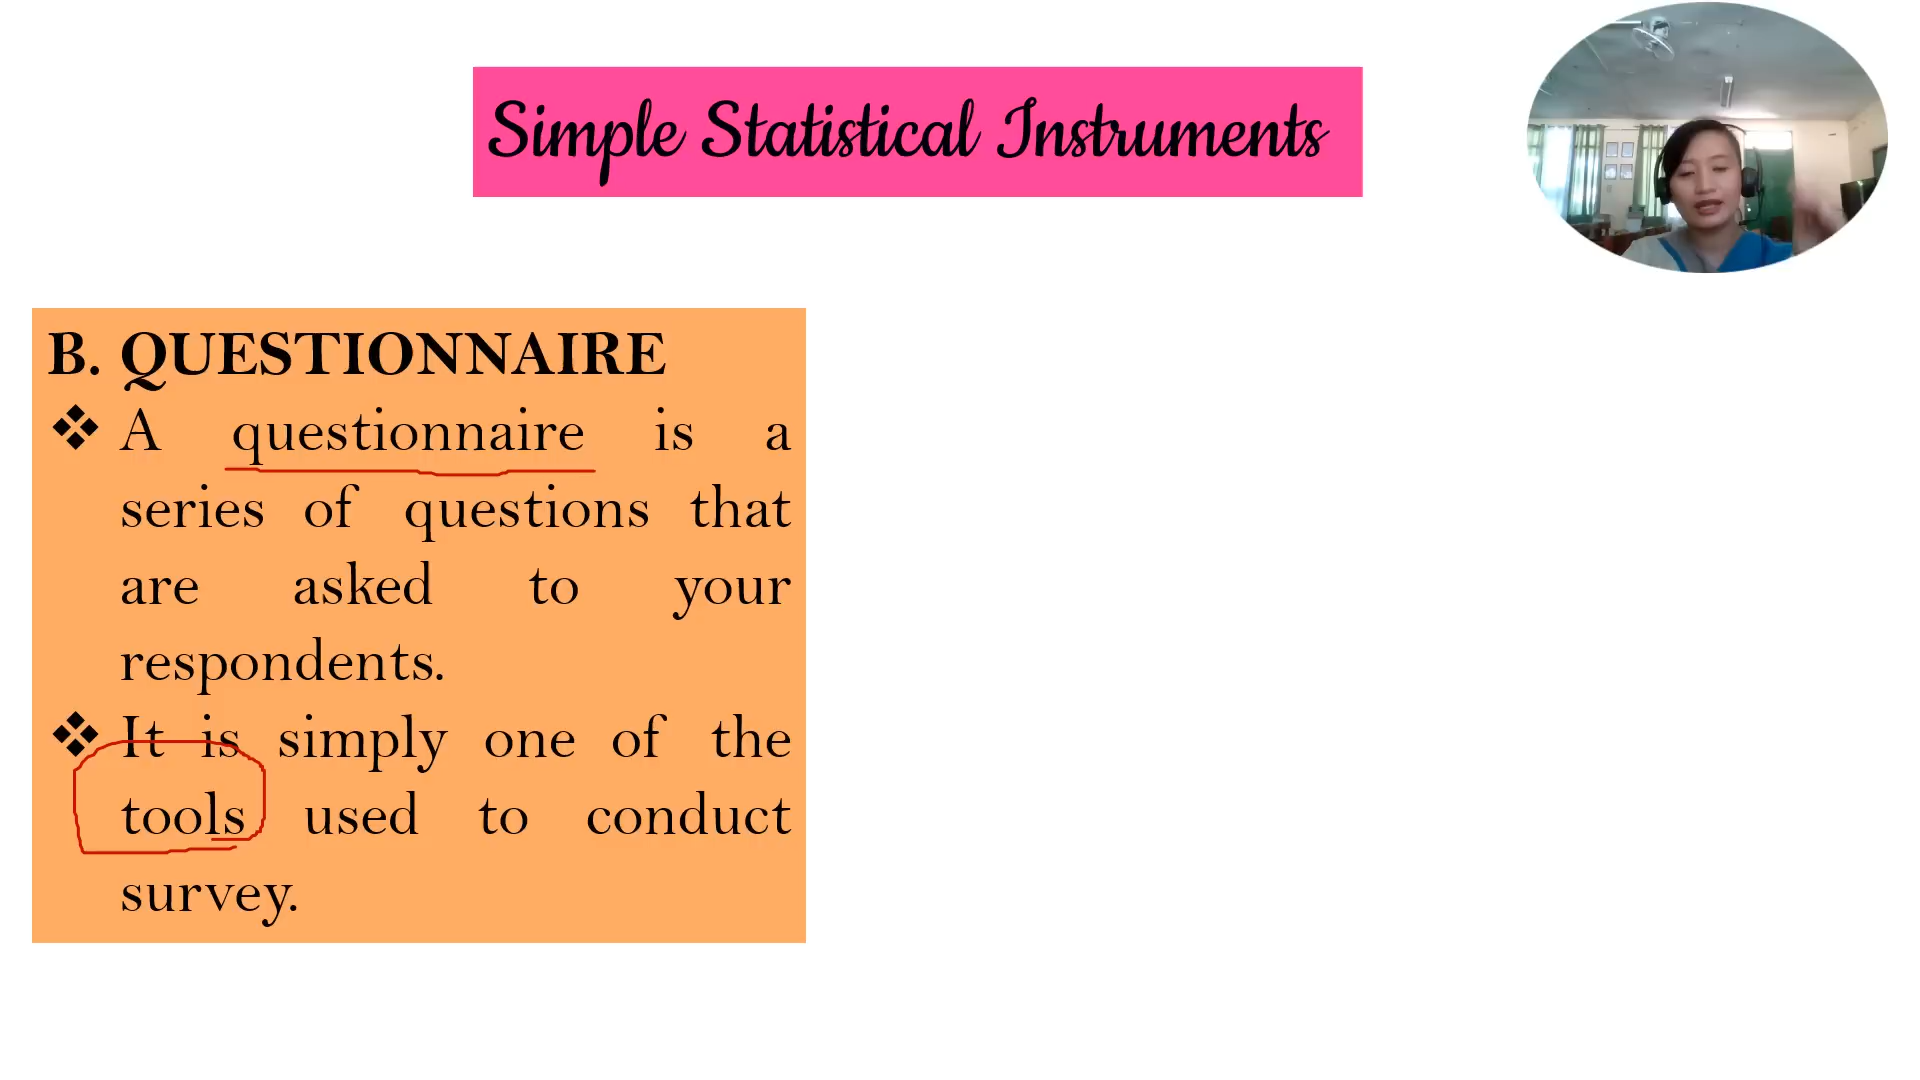 Simple Statistical Instruments
B. QUESTIONNAIRE
❖ A questionnaire is a
series of questions that
are asked to your
respondents.
❖ It is simply one of the
tools used to conduct
survey.